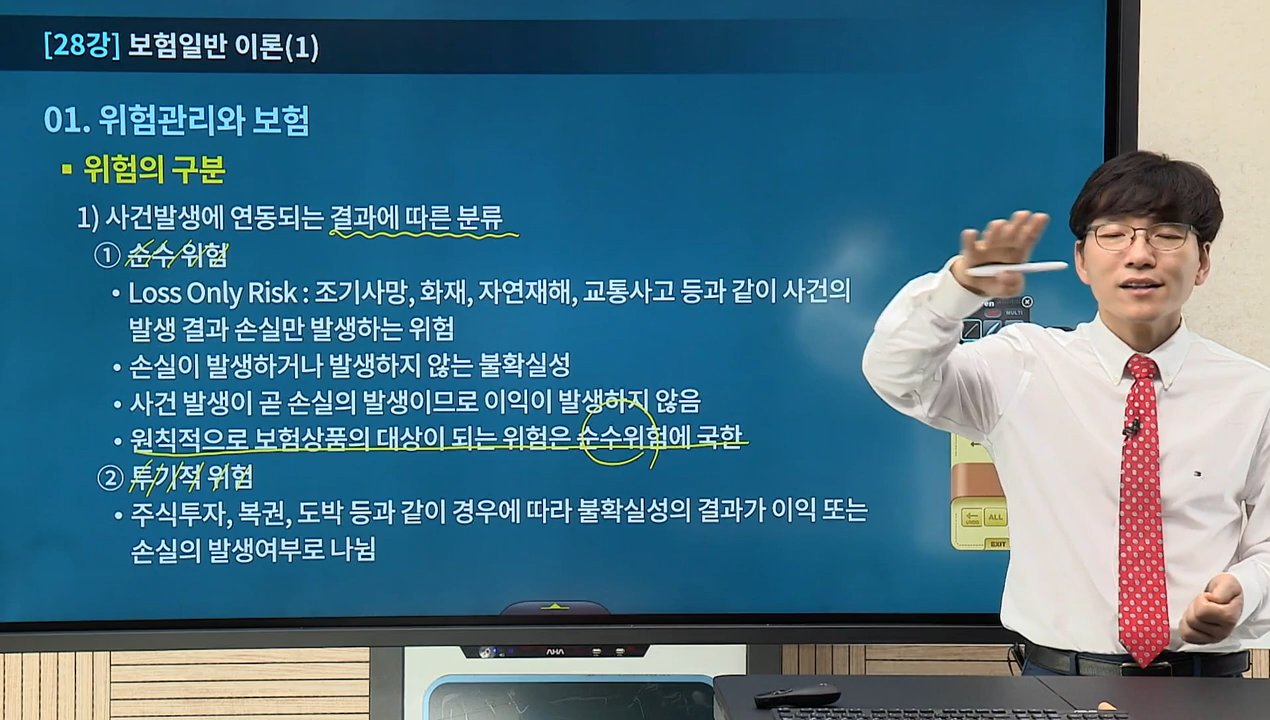 [28강] 보험일반 이론(1)
01. 위험관리와 보험
▪ 위험의 구분
1) 사건발생에 연동되는 결과에 따른 분류
① 순수 위험
• Loss Only Risk : 조기사망, 화재, 자연재해, 교통사고 등과 같이 사건의
발생 결과 손실만 발생하는 위험
• 손실이 발생하거나 발생하지 않는 불확실성
• 사건 발생이 곧 손실의 발생이므로 이익이 발생하지 않음
• 원칙적으로 보험상품의 대상이 되는 위험은 순수위험에 국한
② 투기적 위험
• 주식투자, 복권, 도박 등과 같이 경우에 따라 불확실성의 결과가 이익 또는
손실의 발생여부로 나뉨
MULTI
UNDO ALL
EXIT
AHA